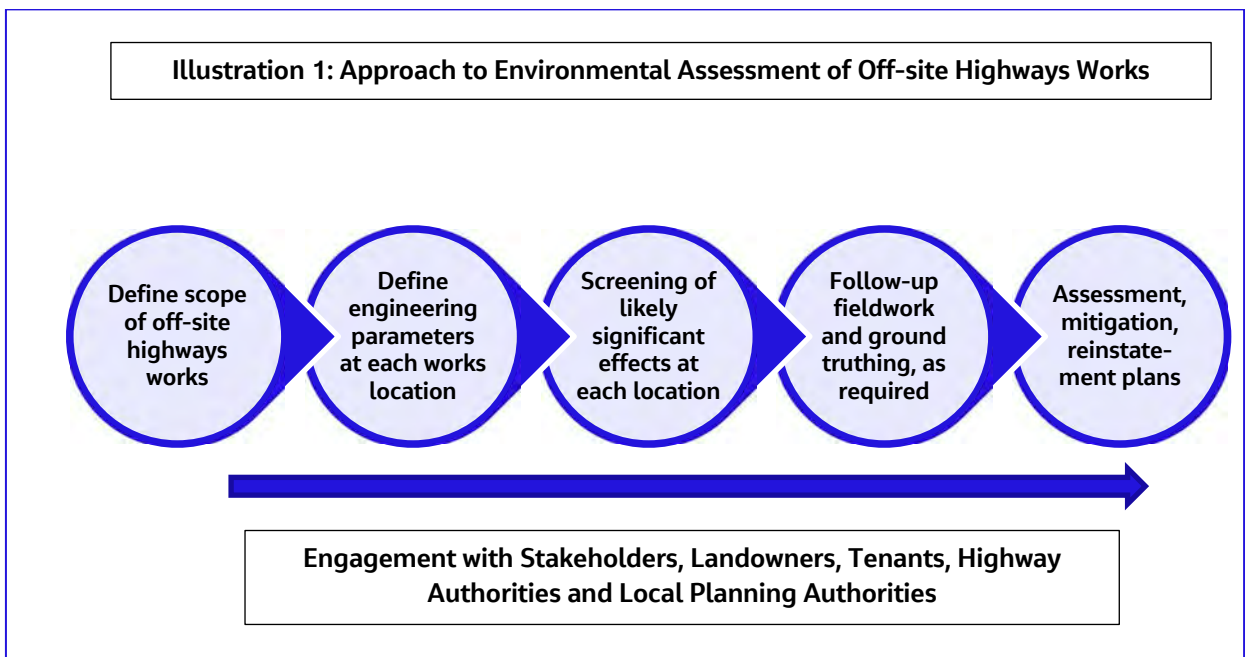 Illustration 1: Approach to Environmental Assessment of Off-site Highways Works
Define scope
of off-site
highways
works
Define
engineering
parameters
at each works
location
Screening of
likely
significant
effects at
each location
Follow-up
fieldwork
and ground
truthing, as
required
Assessment,
mitigation,
reinstate-
ment plans
Engagement with Stakeholders, Landowners, Tenants, Highway
Authorities and Local Planning Authorities